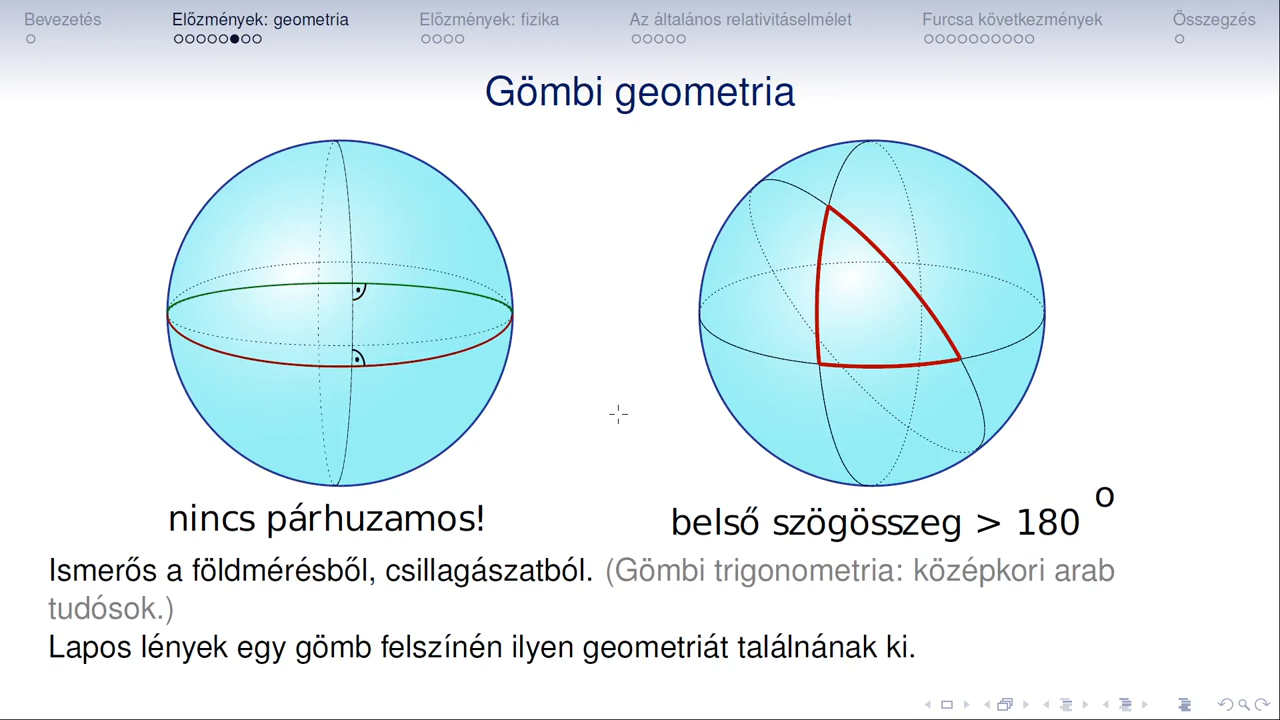 Bevezetés Előzmények: geometria Előzmények: fizika Az általános relativitáselmélet Furcsa következmények Összegzés
Gömbi geometria
nincs párhuzamos!
belső szögösszeg > 180 o
Ismerős a földmérésből, csillagászatból. (Gömbi trigonometria: középkori arab
tudósok.)
Lapos lények egy gömb felszínén ilyen geometriát találnának ki.